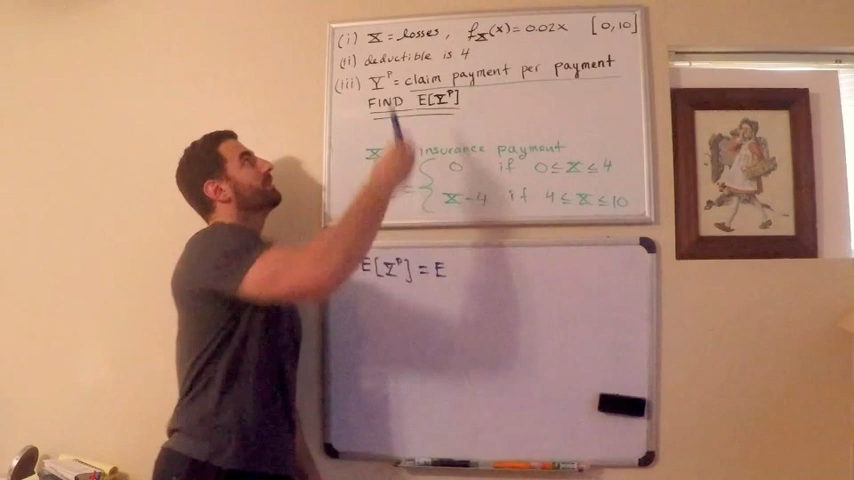 (i) X = losses, f_X(x) = 0.02x [0,10]
(ii) deductible is 4
(iii) Y^P = claim payment per payment
FIND E[Y^P]
X insurance payment
= { 0 if 0 ≤ X ≤ 4
X-4 if 4 ≤ X ≤ 10
E[Y^P] = E